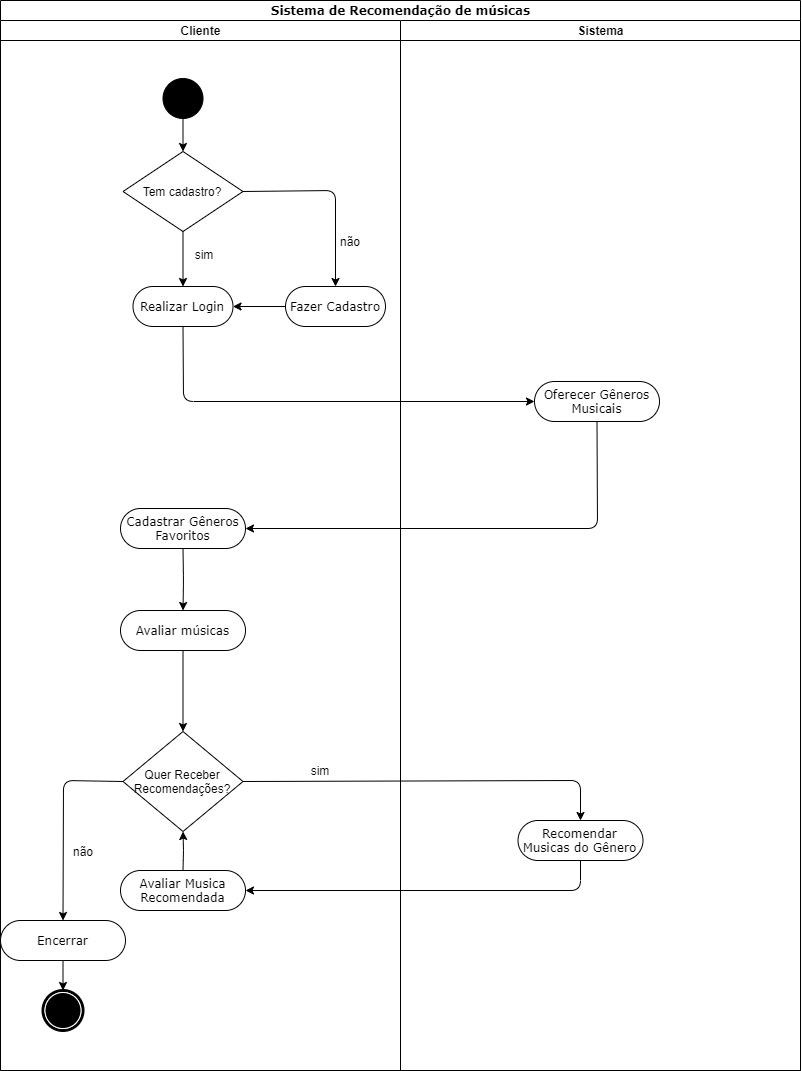 Sistema de Recomendação de músicas
Cliente
Sistema
Tem cadastro?
não
sim
Realizar Login
Fazer Cadastro
Oferecer Gêneros
Musicais
Cadastrar Gêneros
Favoritos
Avaliar músicas
Quer Receber
Recomendações?
sim
Recomendar
Musicas do Gênero
não
Avaliar Musica
Recomendada
Encerrar